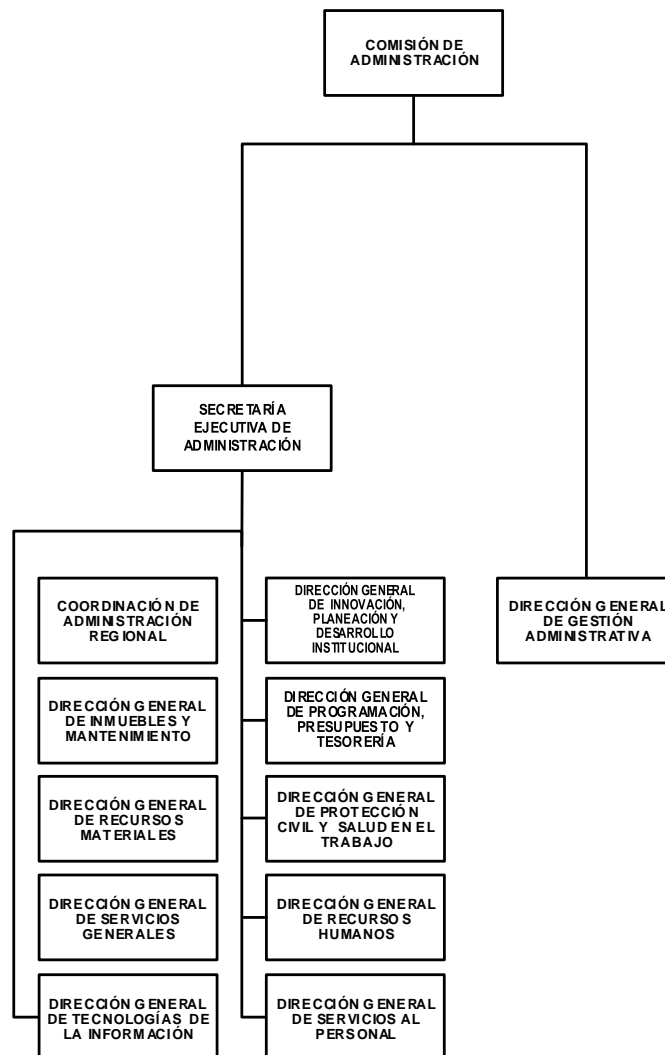 COMISIÓN DE
ADMINISTRACIÓN
SECRETARÍA
EJECUTIVA DE
ADMINISTRACIÓN
COORDINACIÓN DE
ADMINISTRACIÓN
REGIONAL
DIRECCIÓN GENERAL
DE INNOVACIÓN,
PLANEACIÓN Y
DESARROLLO
INSTITUCIONAL
DIRECCIÓN GENERAL
DE GESTIÓN
ADMINISTRATIVA
DIRECCIÓN GENERAL
DE INMUEBLES Y
MANTENIMIENTO
DIRECCIÓN GENERAL
DE PROGRAMACIÓN,
PRESUPUESTO Y
TESORERÍA
DIRECCIÓN GENERAL
DE RECURSOS
MATERIALES
DIRECCIÓN GENERAL
DE PROTECCIÓN
CIVIL Y SALUD EN EL
TRABAJO
DIRECCIÓN GENERAL
DE SERVICIOS
GENERALES
DIRECCIÓN GENERAL
DE RECURSOS
HUMANOS
DIRECCIÓN GENERAL
DE TECNOLOGÍAS DE
LA INFORMACIÓN
DIRECCIÓN GENERAL
DE SERVICIOS AL
PERSONAL